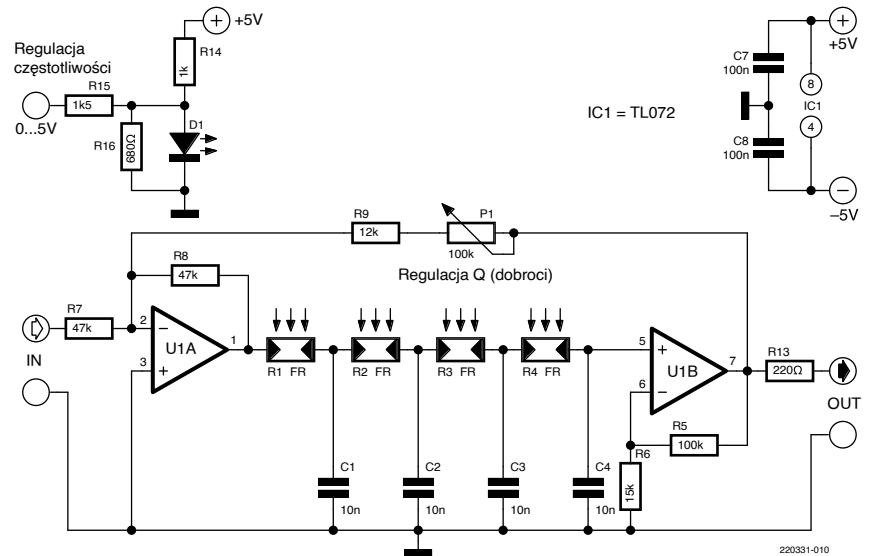 +5V
R14
1k
Regulacja
częstotliwości
R15
1k5
0...5V
R16
680Ω
D1
+5V
C7
100n
8
IC1
4
IC1 = TL072
C8
100n
−5V
R9
12k
P1
100k
Regulacja Q (dobroci)
R8
47k
R7
47k
IN
2
3
U1A
1
R1 FR
R2 FR
R3 FR
R4 FR
5
6
U1B
7
R13
220Ω
OUT
R5
100k
R6
15k
C1
10n
C2
10n
C3
10n
C4
10n
220331-010